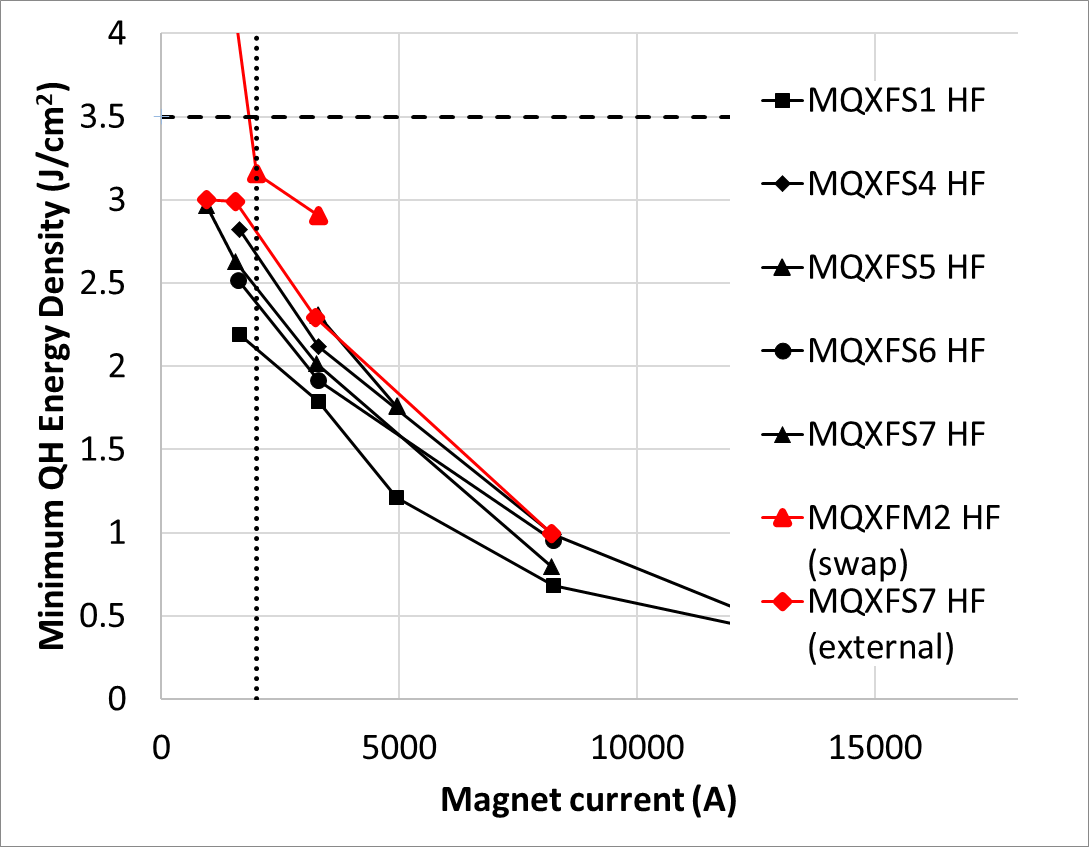 Minimum QH Energy Density (J/cm²)
4
3.5
3
2.5
2
1.5
1
0.5
0
0
5000
10000
15000
Magnet current (A)
MQXFS1 HF
MQXFS4 HF
MQXFS5 HF
MQXFS6 HF
MQXFS7 HF
MQXFM2 HF
(swap)
MQXFS7 HF
(external)